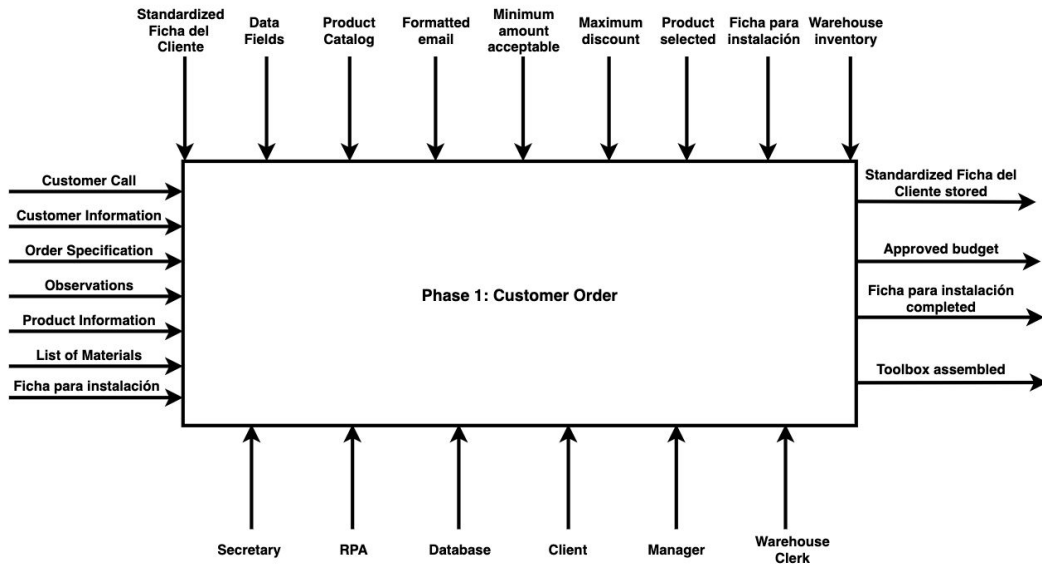 Standardized
Ficha del
Cliente
Data
Fields
Product
Catalog
Formatted
email
Minimum
amount
acceptable
Maximum
discount
Product
selected
Ficha para
instalación
Warehouse
inventory
Customer Call
Customer Information
Order Specification
Observations
Product Information
List of Materials
Ficha para instalación
Phase 1: Customer Order
Standardized Ficha del
Cliente stored
Approved budget
Ficha para instalación
completed
Toolbox assembled
Secretary
RPA
Database
Client
Manager
Warehouse
Clerk